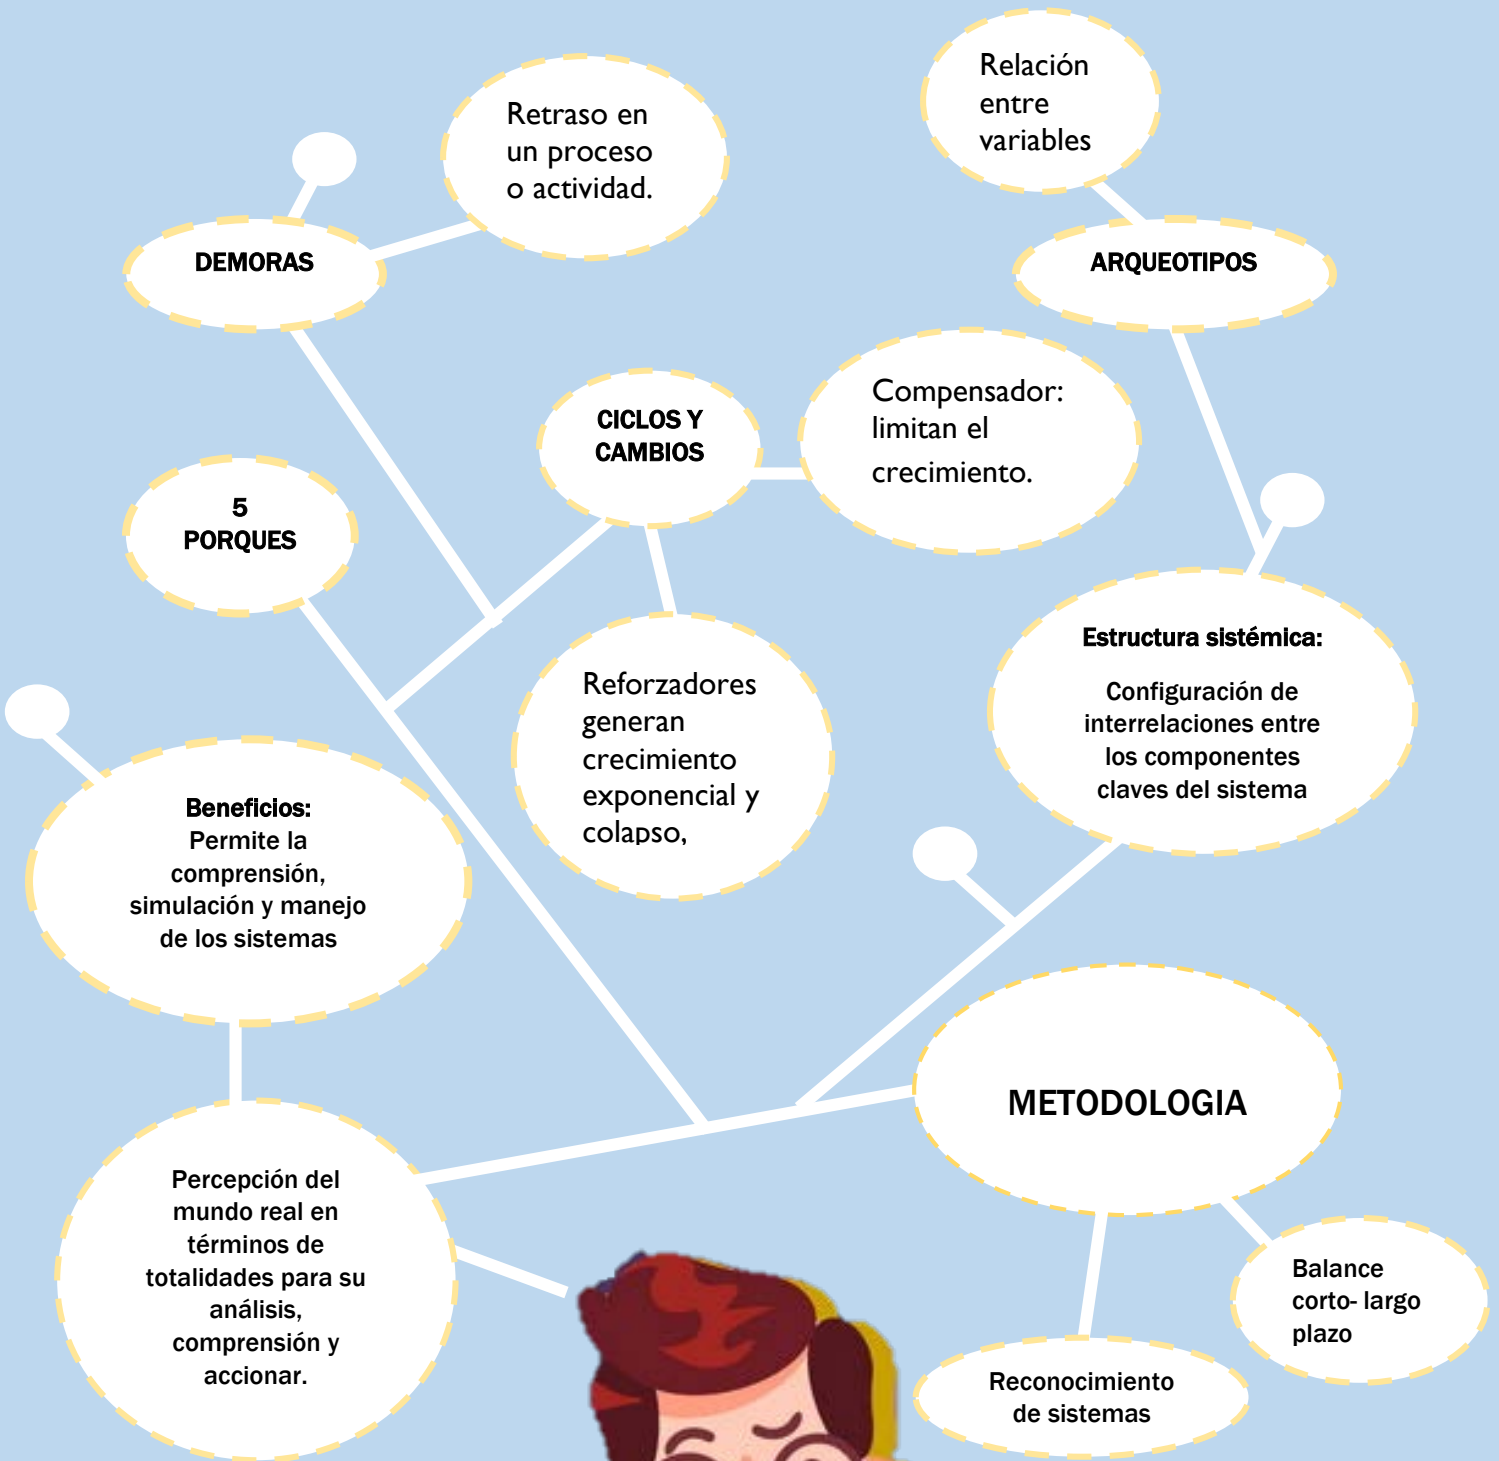 Relación
entre
variables
Retraso en
un proceso
o actividad.
DEMORAS
ARQUEOTIPOS
CICLOS Y
CAMBIOS
Compensador:
limitan el
crecimiento.
5
PORQUES
Reforzadores
generan
crecimiento
exponencial y
colapso,
Estructura sistémica:
Configuración de
interrelaciones entre
los componentes
claves del sistema
Beneficios:
Permite la
comprensión,
simulación y manejo
de los sistemas
METODOLOGIA
Percepción del
mundo real en
términos de
totalidades para su
análisis,
comprensión y
accionar.
Balance
corto- largo
plazo
Reconocimiento
de sistemas